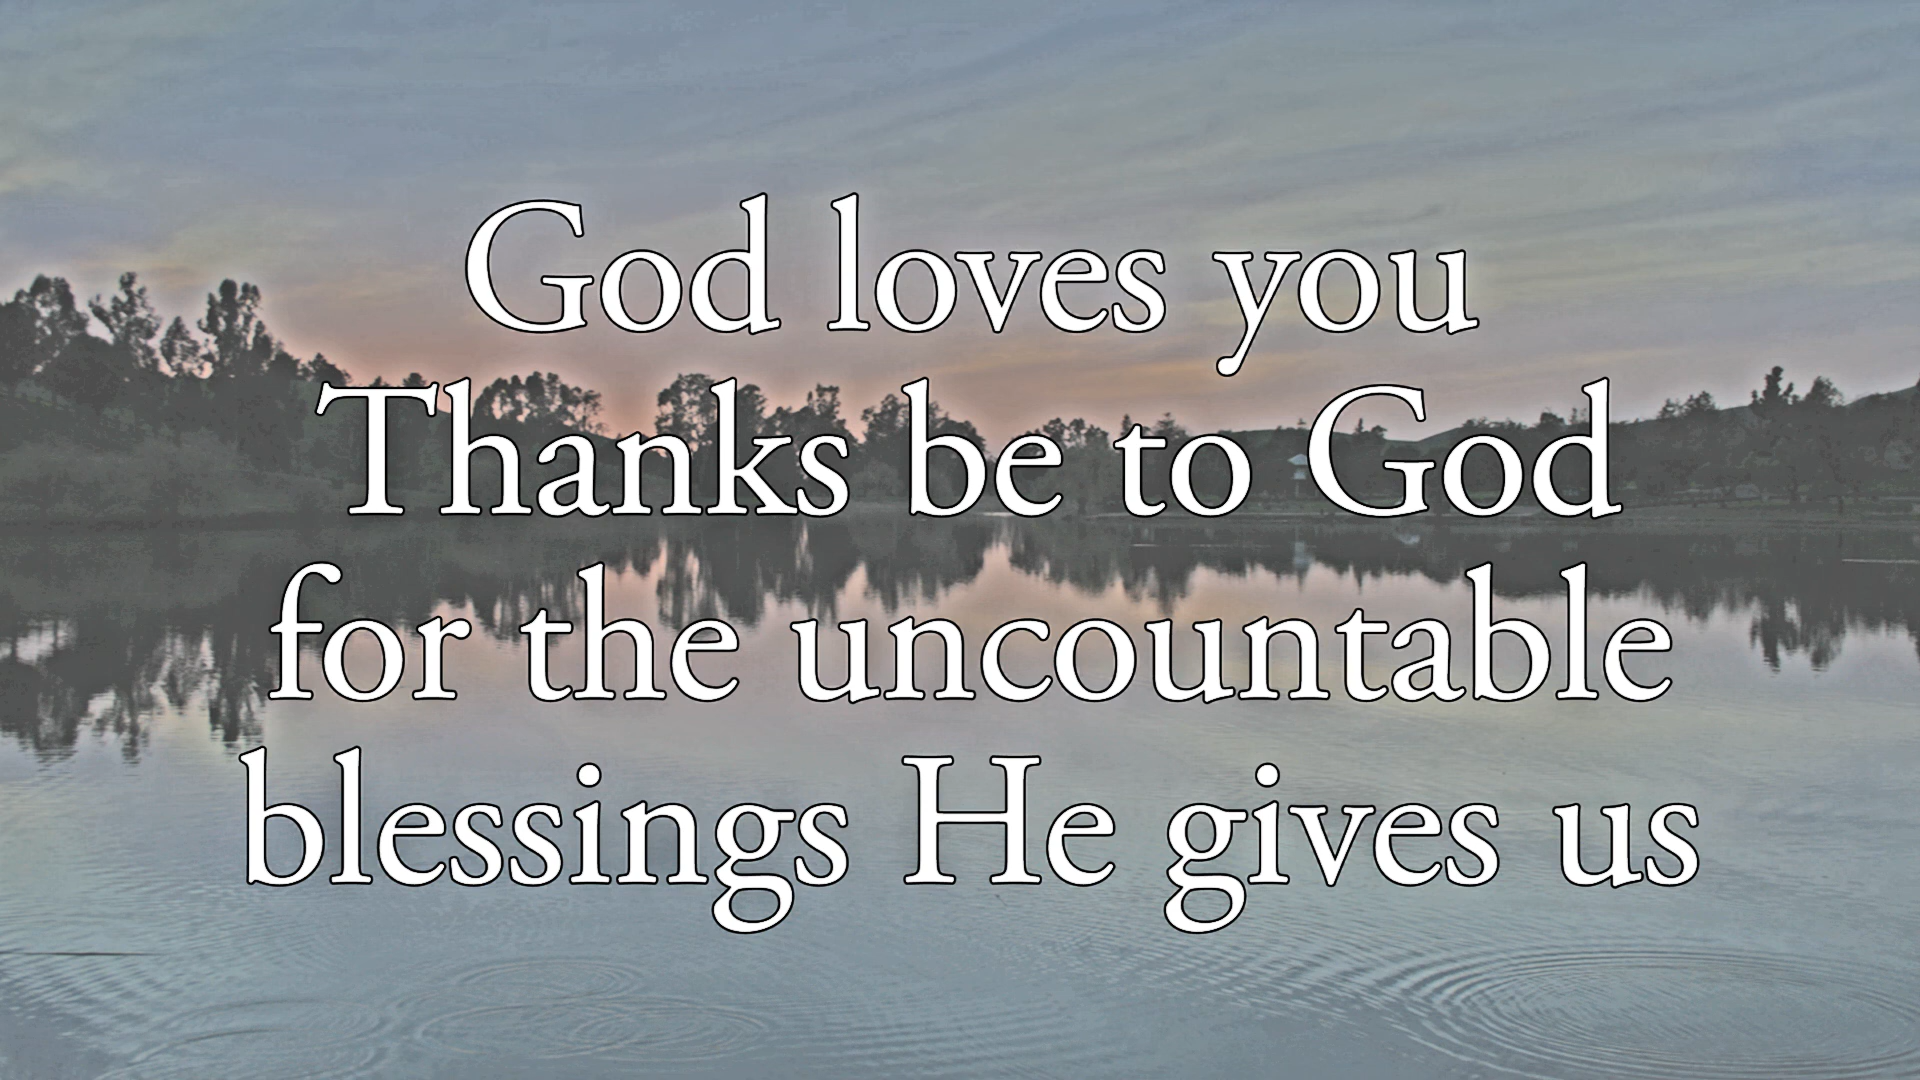 God loves you
Thanks be to God
for the uncountable
blessings He gives us